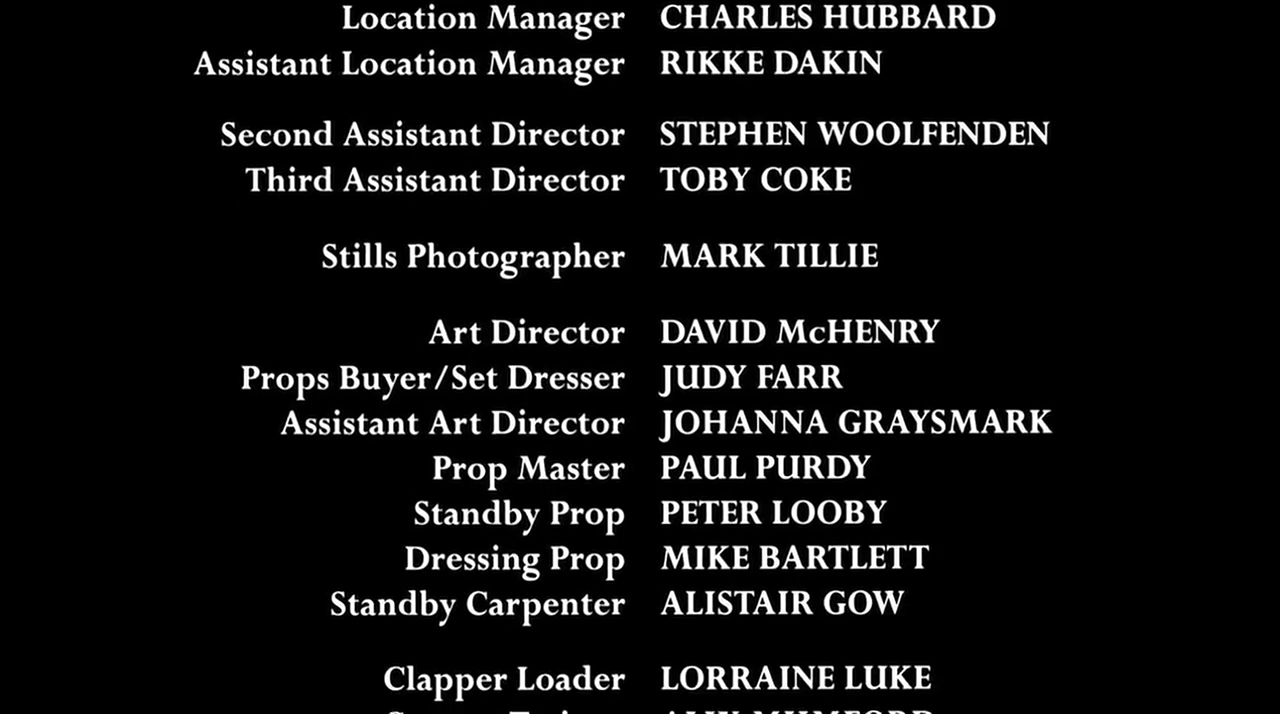 Location Manager CHARLES HUBBARD
Assistant Location Manager RIKKE DAKIN
Second Assistant Director STEPHEN WOOLFENDEN
Third Assistant Director TOBY COKE
Stills Photographer MARK TILLIE
Art Director DAVID McHENRY
Props Buyer/Set Dresser JUDY FARR
Assistant Art Director JOHANNA GRAYSMARK
Prop Master PAUL PURDY
Standby Prop PETER LOOBY
Dressing Prop MIKE BARTLETT
Standby Carpenter ALISTAIR GOW
Clapper Loader LORRAINE LUKE